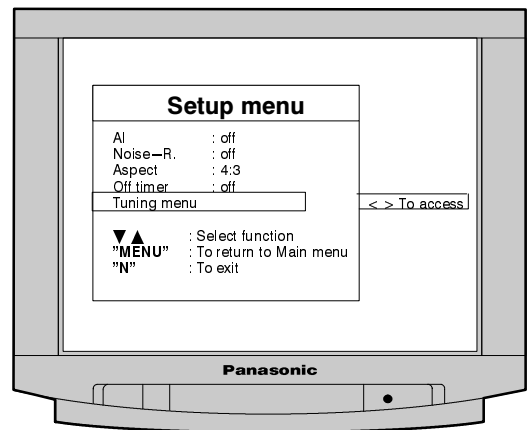 Setup menu
AI : off
Noise–R. : off
Aspect : 4:3
Off timer : off
Tuning menu < > To access
▼▲ : Select function
"MENU" : To return to Main menu
"N" : To exit
Panasonic